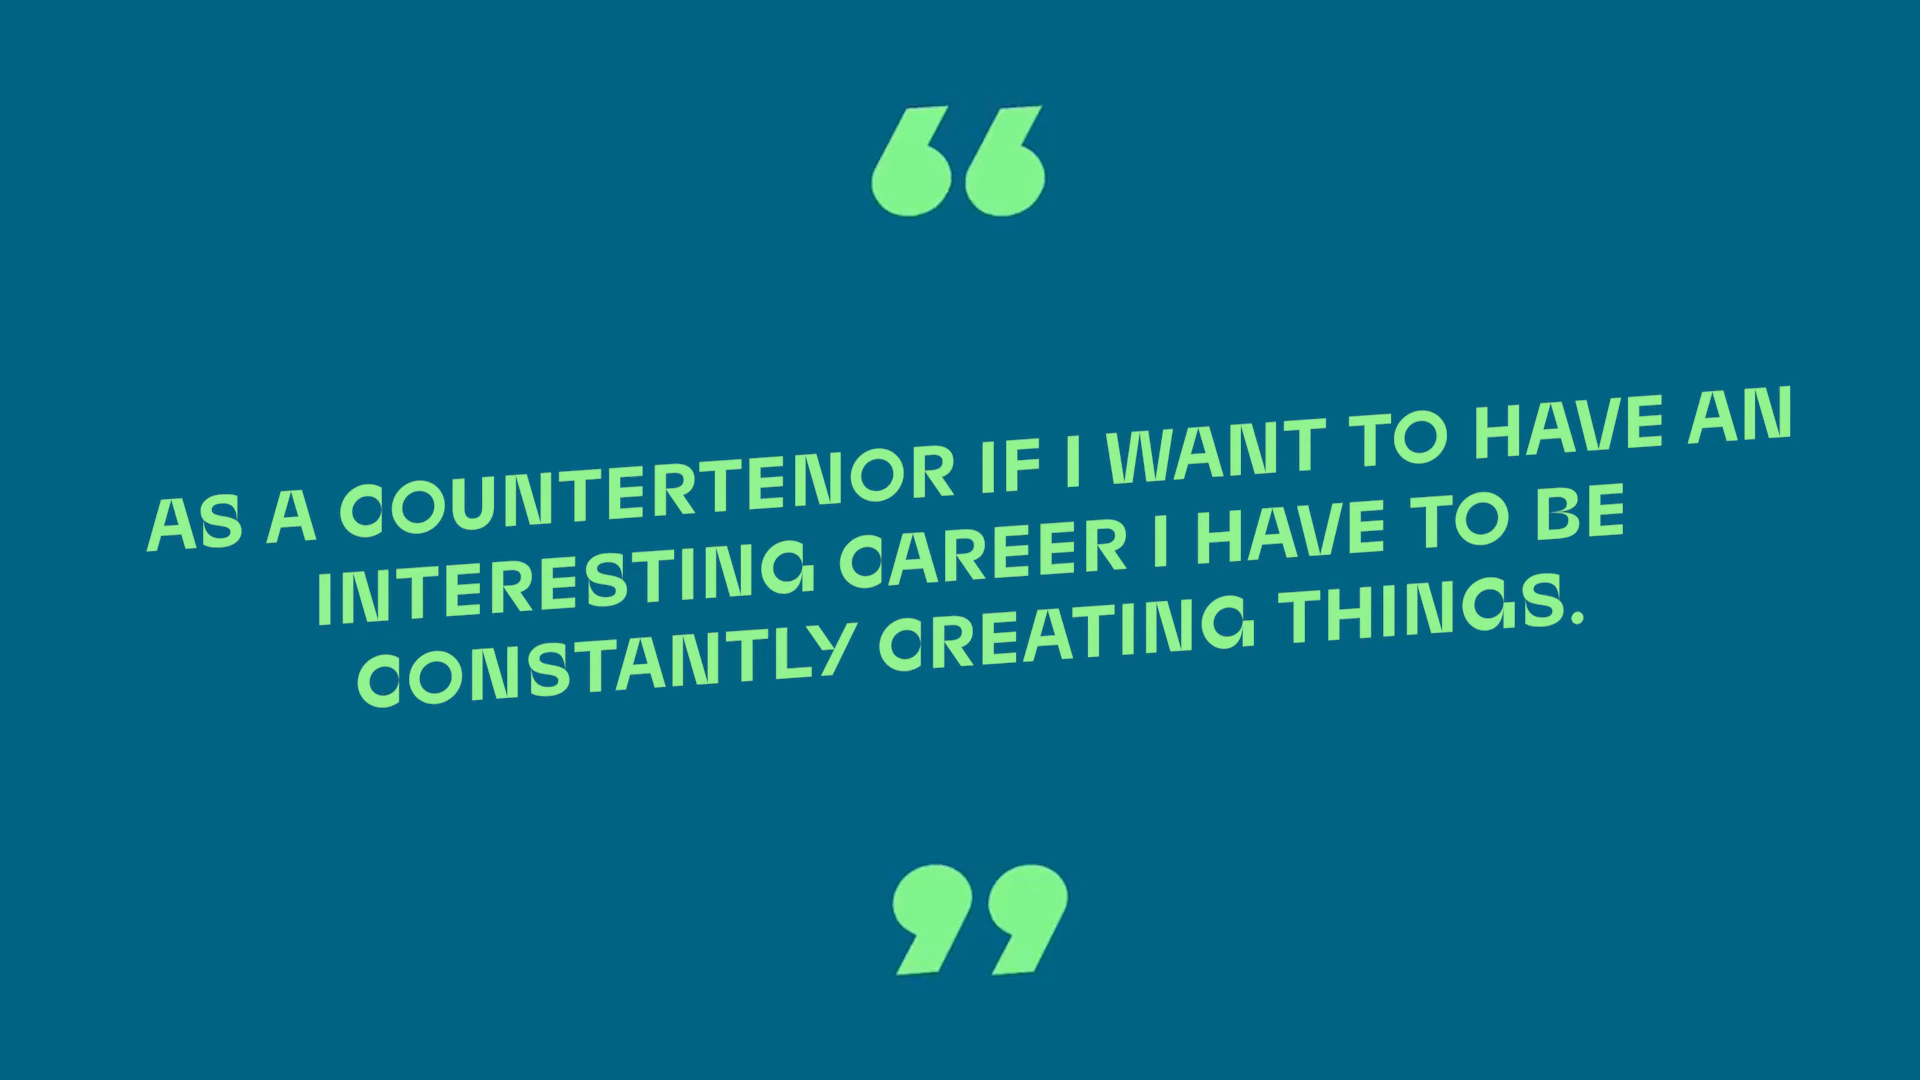 “
AS A COUNTERTENOR IF I WANT TO HAVE AN
INTERESTING CAREER I HAVE TO BE
CONSTANTLY CREATING THINGS.
”